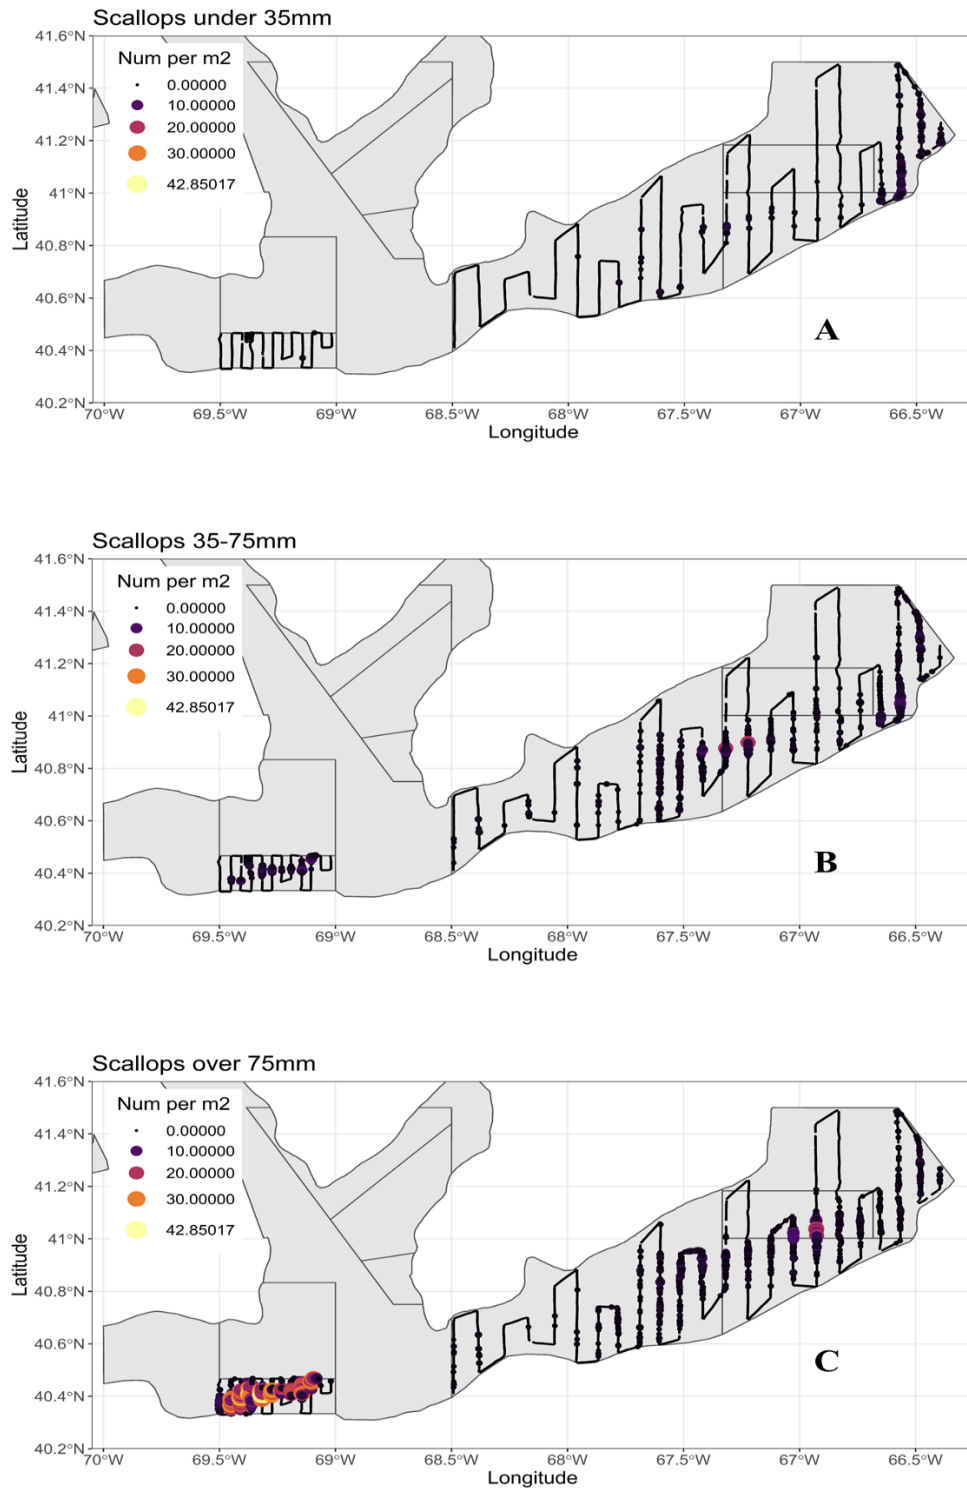 Scallops under 35mm
41.6°N
Num per m2
0.00000
41.4°N
10.00000
20.00000
41.2°N
30.00000
42.85017
41°N
Latitude
40.8°N
40.6°N
A
40.4°N
40.2°N
70°W 69.5°W 69°W 68.5°W 68°W 67.5°W 67°W 66.5°W
Longitude
Scallops 35-75mm
41.6°N
Num per m2
0.00000
41.4°N
10.00000
20.00000
41.2°N
30.00000
42.85017
41°N
Latitude
40.8°N
40.6°N
B
40.4°N
40.2°N
70°W 69.5°W 69°W 68.5°W 68°W 67.5°W 67°W 66.5°W
Longitude
Scallops over 75mm
41.6°N
Num per m2
0.00000
41.4°N
10.00000
20.00000
41.2°N
30.00000
42.85017
41°N
Latitude
40.8°N
40.6°N
C
40.4°N
40.2°N
70°W 69.5°W 69°W 68.5°W 68°W 67.5°W 67°W 66.5°W
Longitude